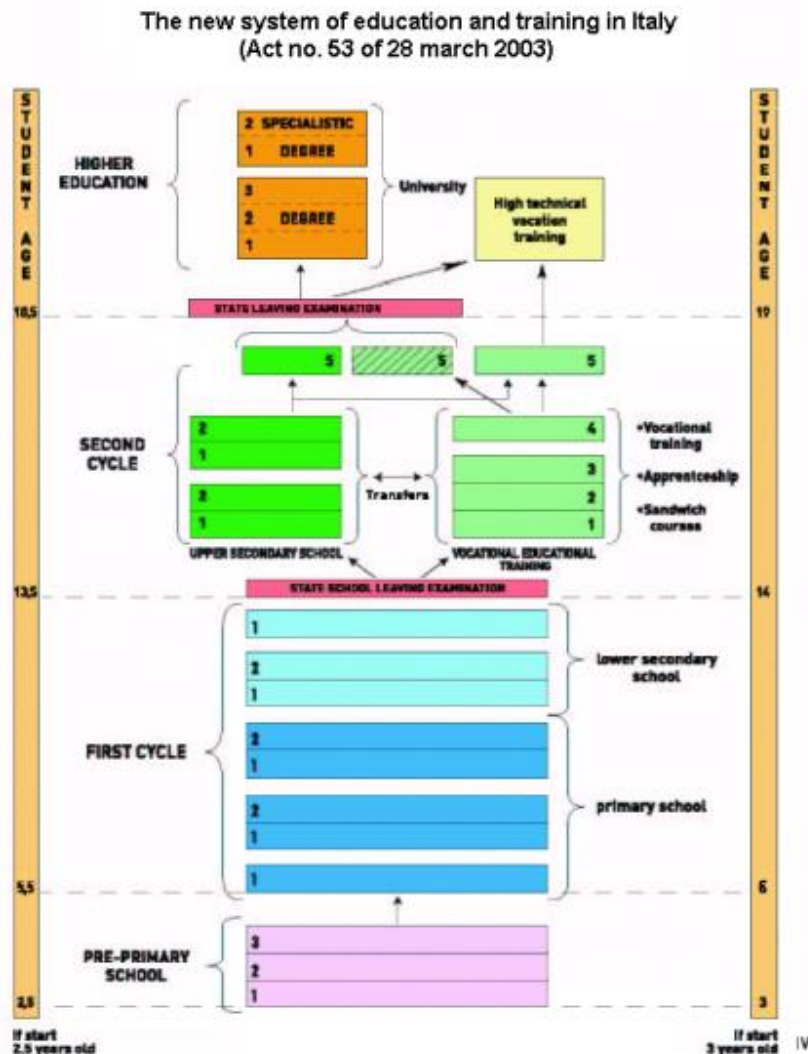 The new system of education and training in Italy
(Act no. 53 of 28 march 2003)
STUDENT AGE
STUDENT AGE
2 SPECIALISTIC
1 DEGREE
HIGHER
EDUCATION
3
2 DEGREE
1
University
High technical
vocation
training
STATE LEAVING EXAMINATION
18,5
19
5
5
5
SECOND
CYCLE
2
1
2
1
Transfers
4
3
2
1
•Vocational
training
•Apprentceship
•Sandwich
courses
UPPER SECONDARY SCHOOL
VOCATIONAL EDUCATIONAL
TRAINING
STATE SCHOOL LEAVING EXAMINATION
13,5
14
1
2
1
lower secondary
school
FIRST CYCLE
2
1
2
1
1
primary school
5,5
6
PRE-PRIMARY
SCHOOL
3
2
1
2,5
3
If start
2.5 years old
If start
3 years old